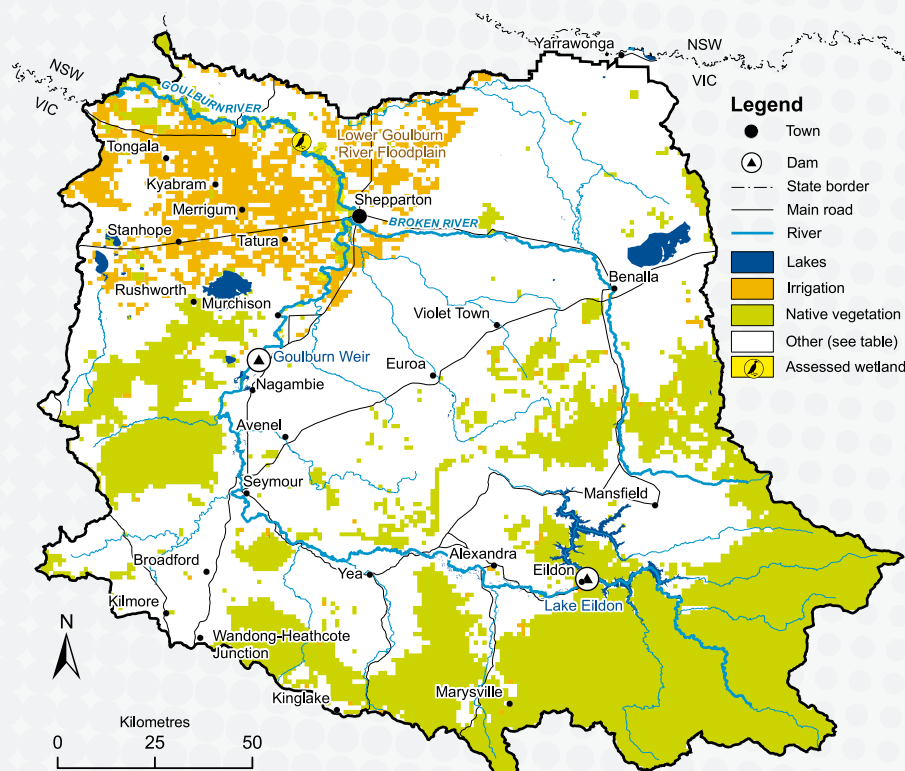 Yarrawonga
NSW
VIC
NSW
VIC
GOULBURN RIVER
Lower Goulburn
River Floodplain
Tongala
Kyabram
Merrigum
Shepparton
Stanhope
Tatura
BROKEN RIVER
Benalla
Rushworth
Murchison
Violet Town
Goulburn Weir
Euroa
Nagambie
Avenel
Seymour
Mansfield
Broadford
Yea
Alexandra
Eildon
Lake Eildon
Kilmore
Wandong-Heathcote
Junction
Kinglake
Marysville
N
Kilometres
0 25 50
Legend
Town
Dam
State border
Main road
River
Lakes
Irrigation
Native vegetation
Other (see table)
Assessed wetland